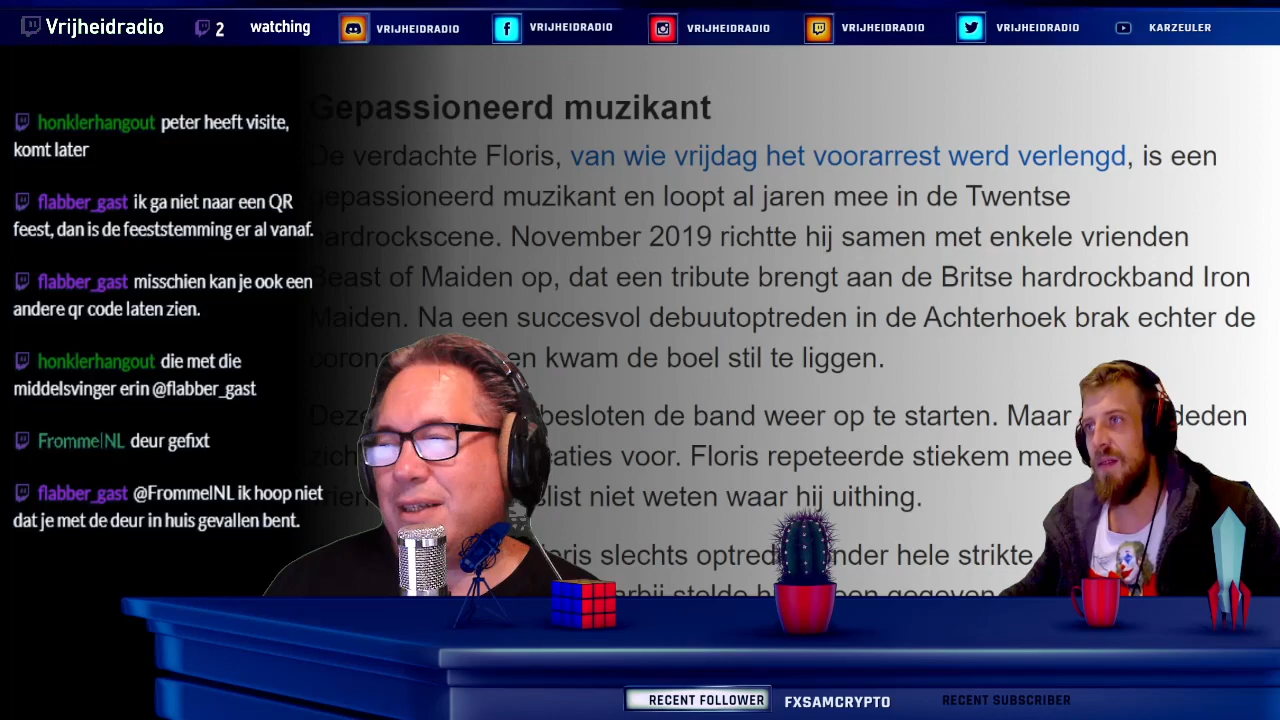 Vrijheidradio
2 watching
VRIJHEIDRADIO
VRIJHEIDRADIO
VRIJHEIDRADIO
VRIJHEIDRADIO
VRIJHEIDRADIO
KARZEULER
honklerhangout peter heeft visite,
komt later
flabber_gast ik ga niet naar een QR
feest, dan is de feeststemming er al vanaf.
flabber_gast misschien kan je ook een
andere qr code laten zien.
honklerhangout die met die
middelsvinger erin @flabber_gast
FrommelNL deur gefixt
flabber_gast @FrommelNL ik hoop niet
dat je met de deur in huis gevallen bent.
Gepassioneerd muzikant
De verdachte Floris, van wie vrijdag het voorarrest werd verlengd, is een
gepassioneerd muzikant en loopt al jaren mee in de Twentse
hardrockscene. November 2019 richtte hij samen met enkele vrienden
Beast of Maiden op, dat een tribute brengt aan de Britse hardrockband Iron
Maiden. Na een succesvol debuutoptreden in de Achterhoek brak echter de
corona en kwam de boel stil te liggen.
Deze besloten de band weer op te starten. Maar deden
zich voor. Floris repeteerde stiekem mee
niet weten waar hij uithing.
slechts hele strikte
stelde een gegeven
RECENT FOLLOWER FXSAMCRYPTO RECENT SUBSCRIBER